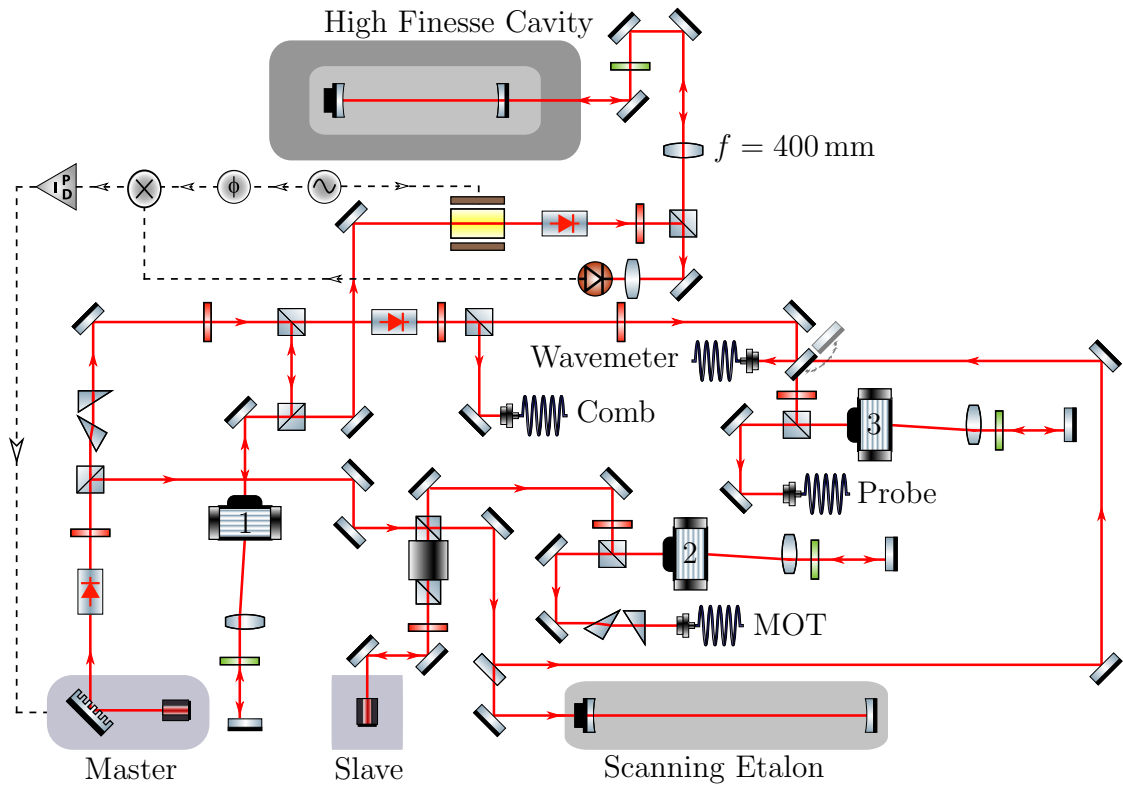 High Finesse Cavity
f = 400 mm
P
I
D
ϕ
Wavemeter
Comb
3
Probe
1
2
MOT
Master
Slave
Scanning Etalon